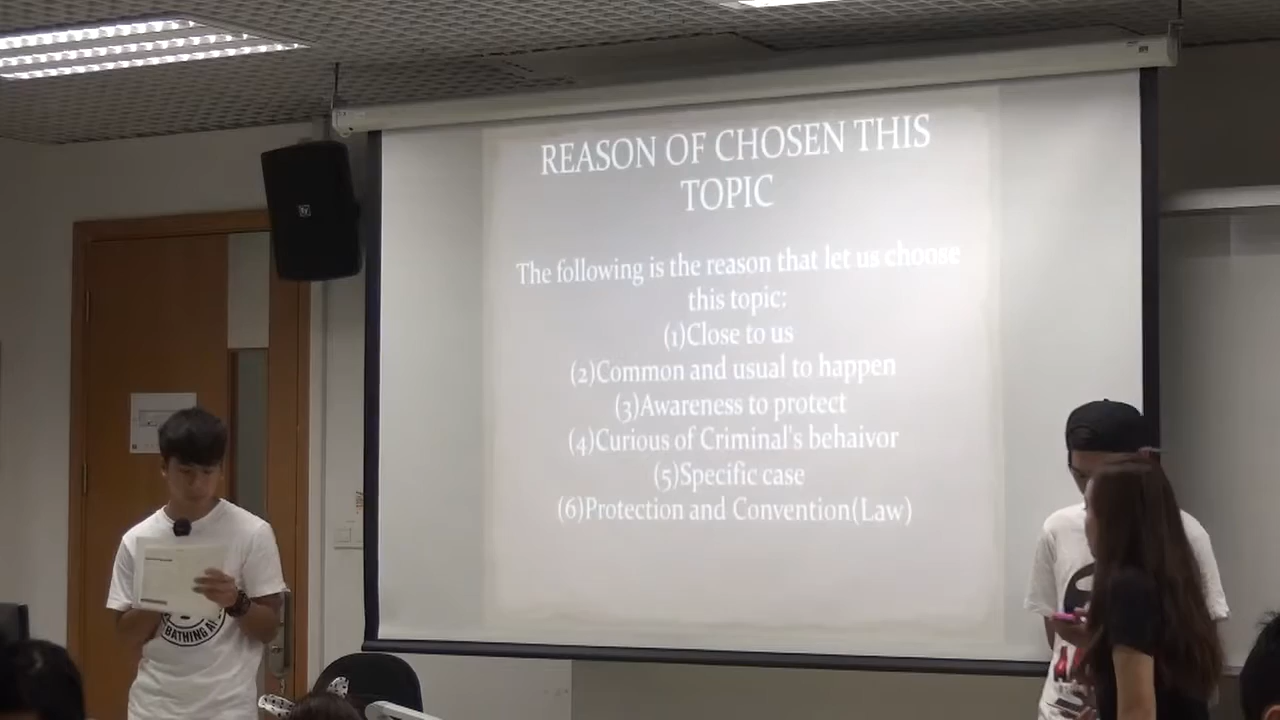 REASON OF CHOSEN THIS
TOPIC
The following is the reason that let us choose
this topic:
(1)Close to us
(2)Common and usual to happen
(3)Awareness to protect
(4)Curious of Criminal's behaivor
(5)Specific case
(6)Protection and Convention(Law)
BATHING A